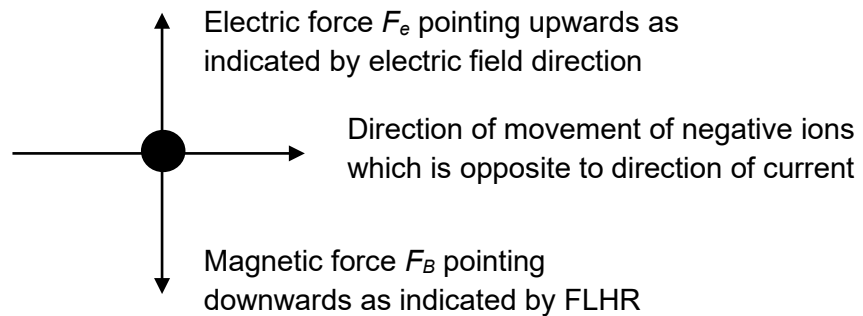 Electric force Fe pointing upwards as
indicated by electric field direction
Direction of movement of negative ions
which is opposite to direction of current
Magnetic force FB pointing
downwards as indicated by FLHR